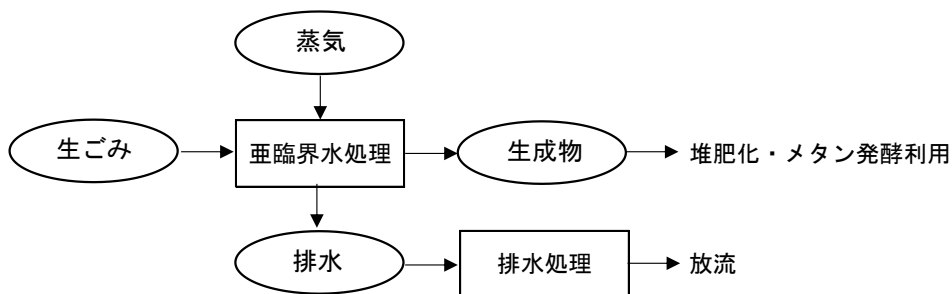 蒸気
生ごみ
亜臨界水処理
生成物
堆肥化・メタン発酵利用
排水
排水処理
放流